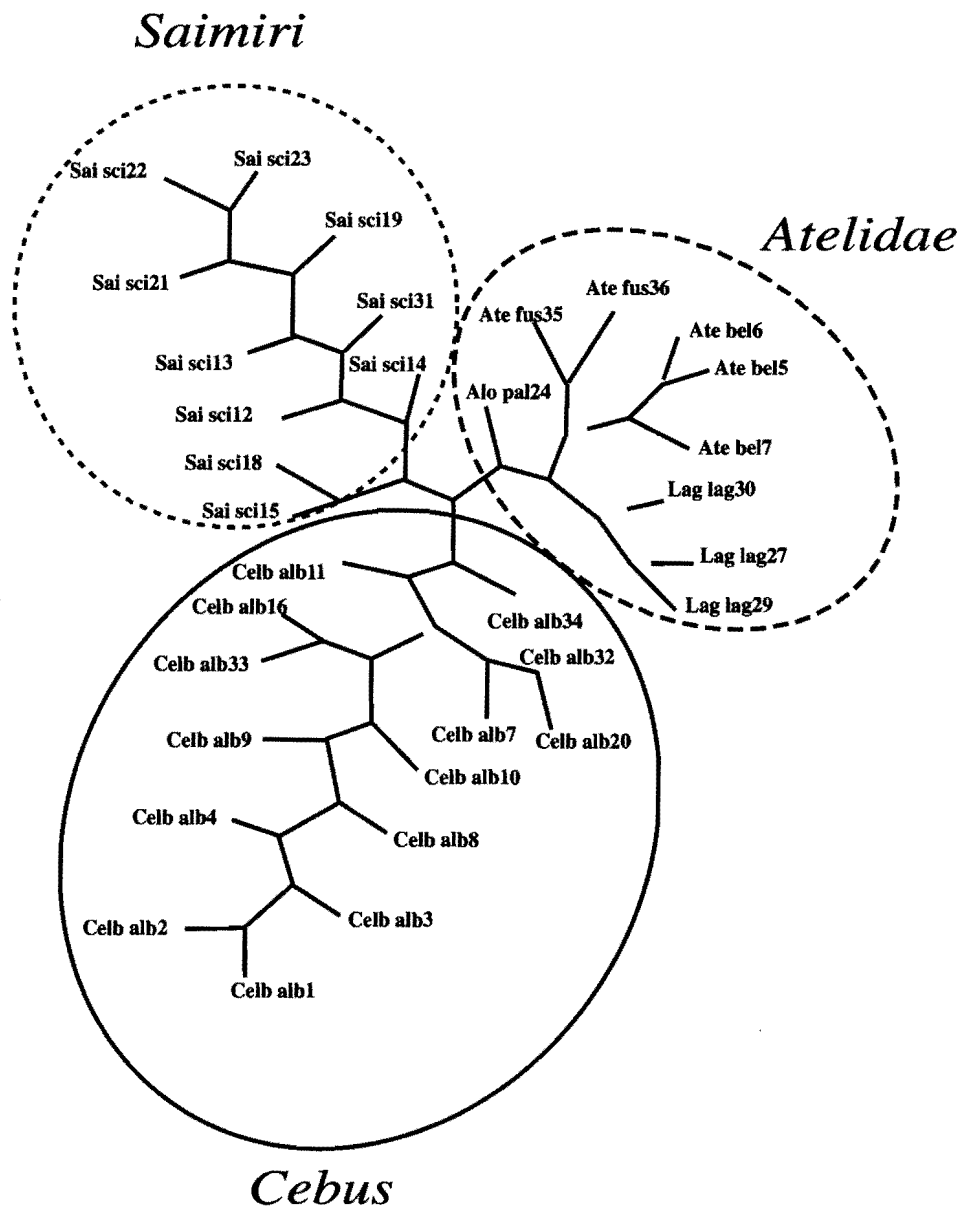 Saimiri
Sai sci22
Sai sci23
Sai sci19
Sai sci21
Sai sci31
Sai sci13
Sai sci14
Sai sci12
Sai sci18
Sai sci15
Atelidae
Ate fus36
Ate fus35
Ate bel6
Ate bel5
Alo pal24
Ate bel7
Lag lag30
Lag lag27
Lag lag29
Celb alb11
Celb alb16
Celb alb34
Celb alb33
Celb alb32
Celb alb7
Celb alb20
Celb alb9
Celb alb10
Celb alb4
Celb alb8
Celb alb3
Celb alb2
Celb alb1
Cebus